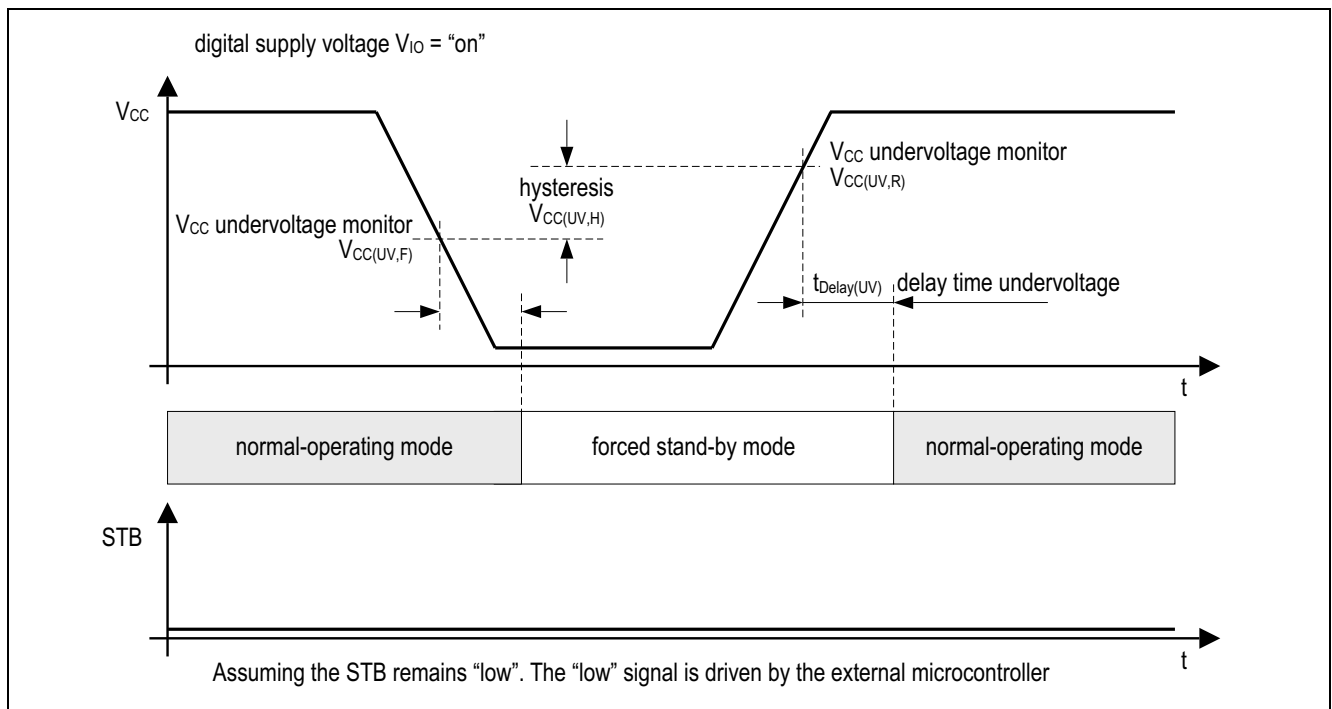 digital supply voltage VIO = “on”
VCC
VCC undervoltage monitor
VCC(UV,F)
hysteresis
VCC(UV,H)
VCC undervoltage monitor
VCC(UV,R)
tDelay(UV) delay time undervoltage
t
normal-operating mode
forced stand-by mode
normal-operating mode
STB
t
Assuming the STB remains “low”. The “low” signal is driven by the external microcontroller